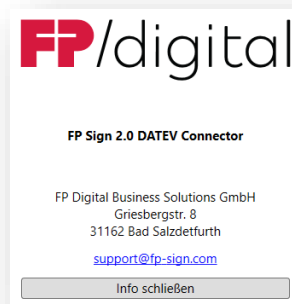 FP/digital
FP Sign 2.0 DATEV Connector
FP Digital Business Solutions GmbH
Griesbergstr. 8
31162 Bad Salzdetfurth
support@fp-sign.com
Info schließen